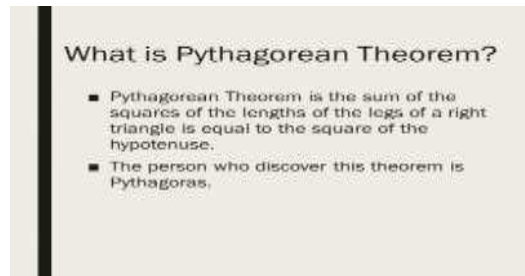 What is Pythagorean Theorem?
■ Pythagorean Theorem is the sum of the
squares of the lengths of the legs of a right
triangle is equal to the square of the
hypotenuse.
■ The person who discover this theorem is
Pythagoras.